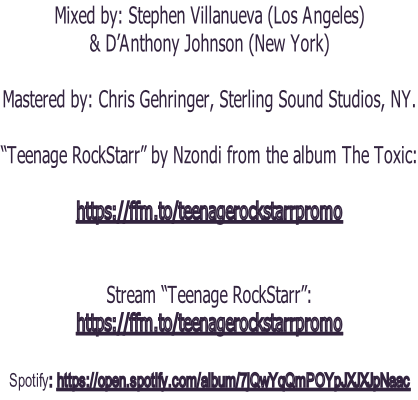 Mixed by: Stephen Villanueva (Los Angeles)
& D’Anthony Johnson (New York)
Mastered by: Chris Gehringer, Sterling Sound Studios, NY.
“Teenage RockStarr” by Nzondi from the album The Toxic:
https://ffm.to/teenagerockstarrpromo
Stream “Teenage RockStarr”:
https://ffm.to/teenagerockstarrpromo
Spotify: https://open.spotify.com/album/